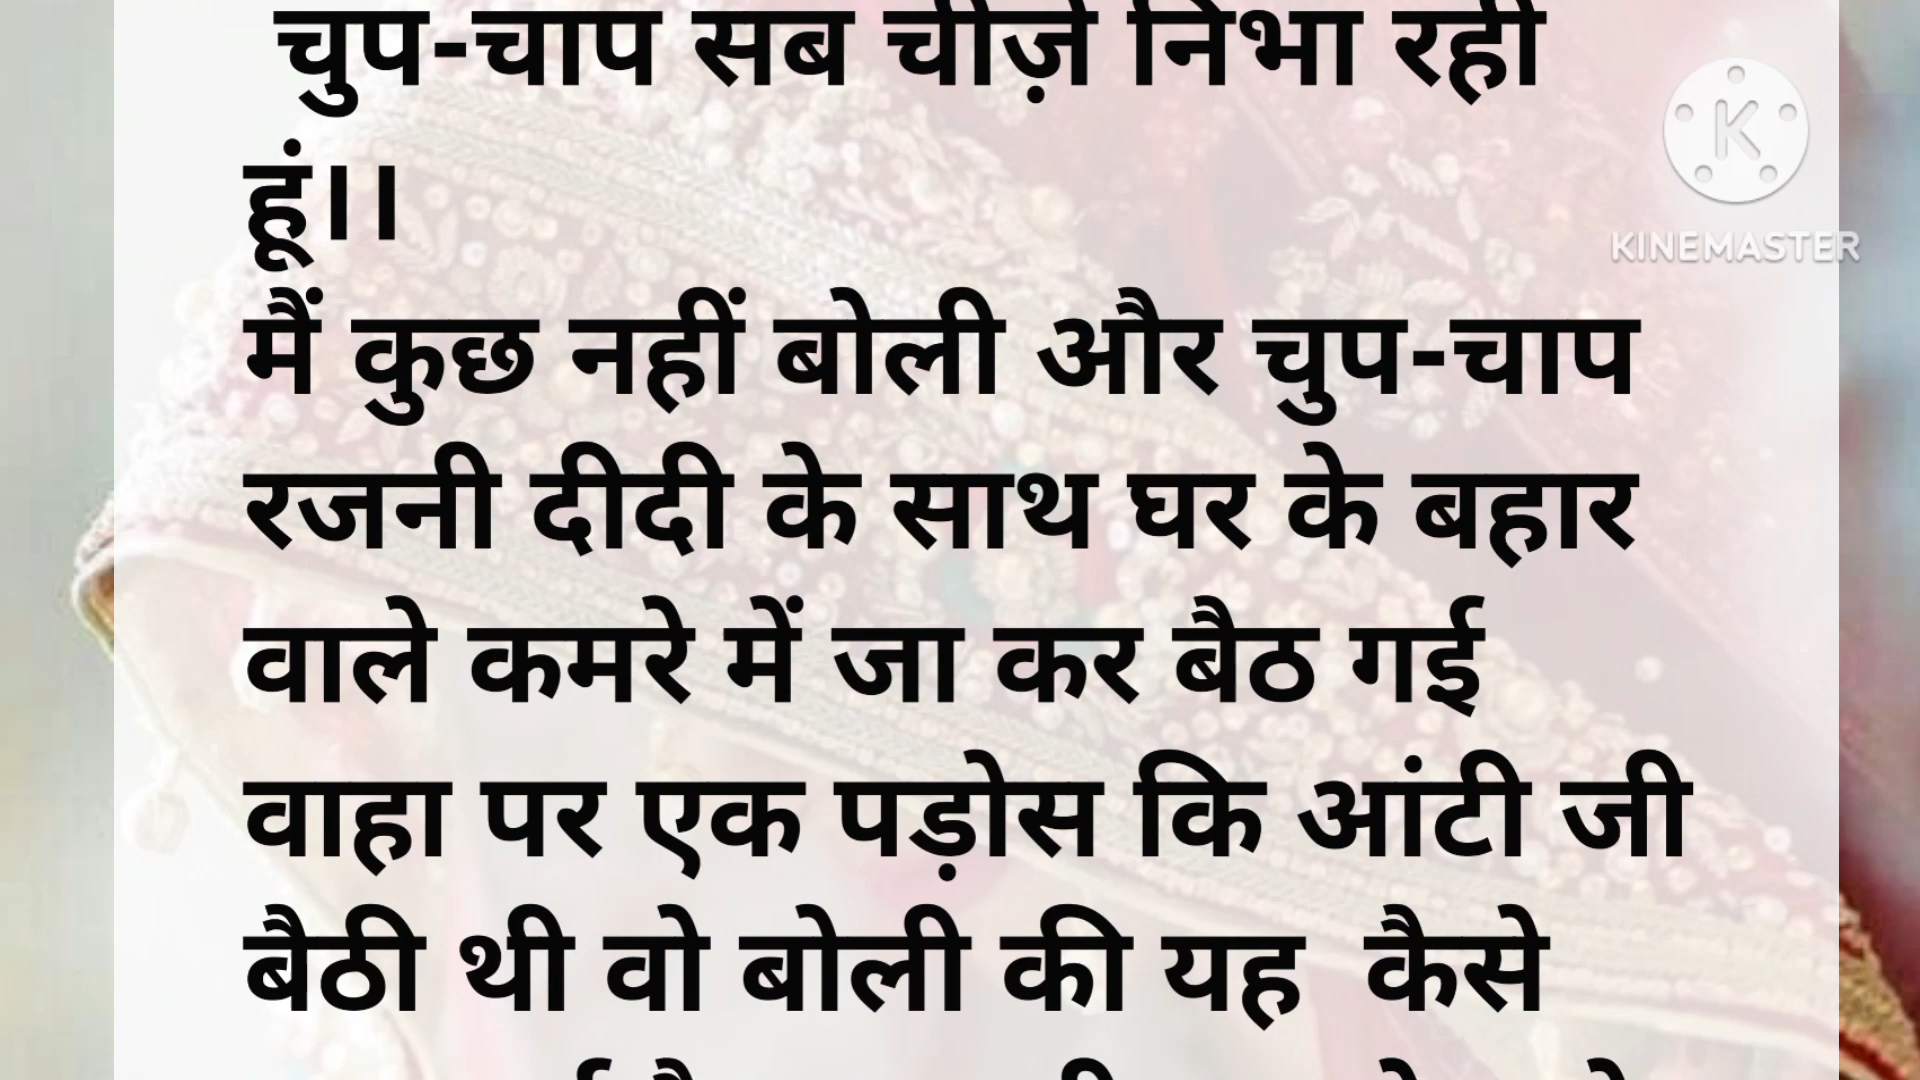 चुप-चाप सब चीज़े निभा रही
हूं।।
मैं कुछ नहीं बोली और चुप-चाप
रजनी दीदी के साथ घर के बहार
वाले कमरे में जा कर बैठ गई
वाहा पर एक पड़ोस कि आंटी जी
बैठी थी वो बोली की यह कैसे
K
KINEMASTER